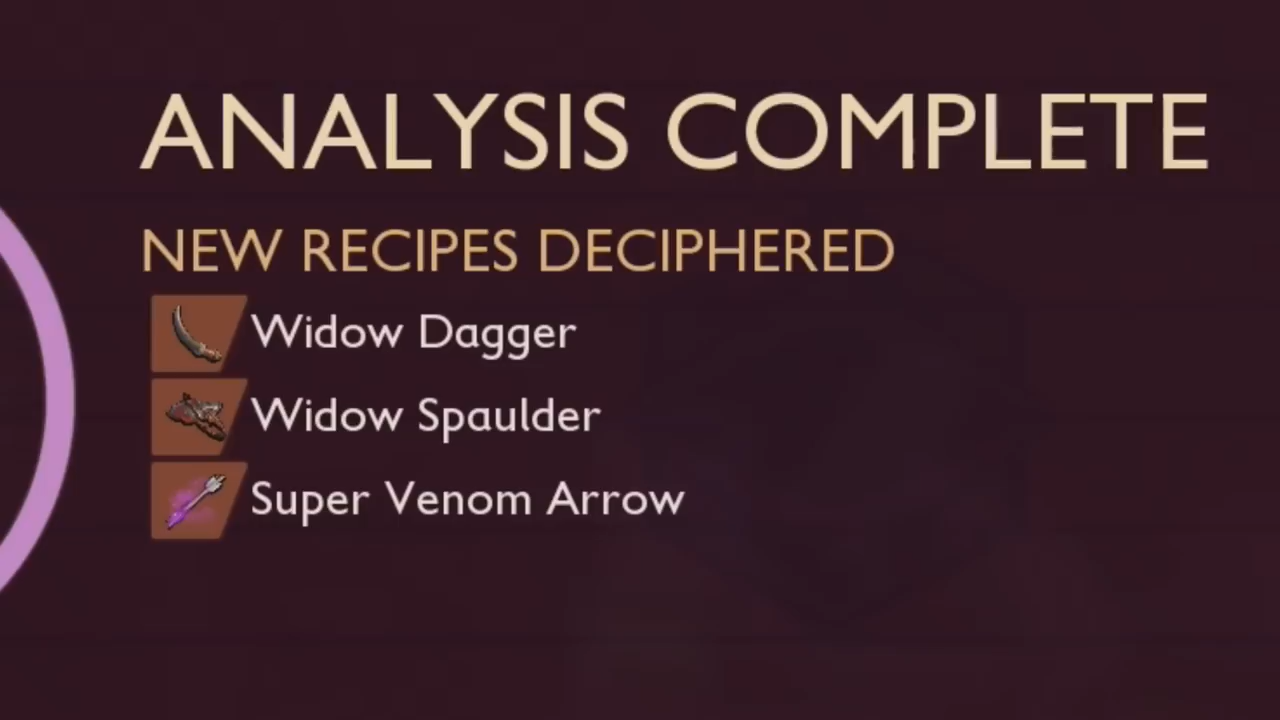 ANALYSIS COMPLETE
NEW RECIPES DECIPHERED
Widow Dagger
Widow Spaulder
Super Venom Arrow